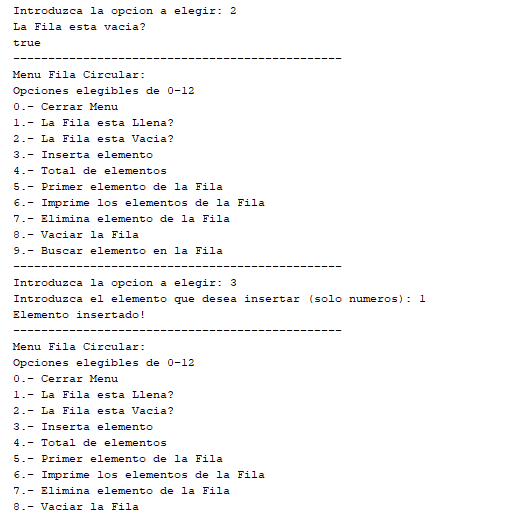 Introduzca la opcion a elegir: 2
La Fila esta vacia?
true
-----------------------------------------------
Menu Fila Circular:
Opciones elegibles de 0-12
0.- Cerrar Menu
1.- La Fila esta Llena?
2.- La Fila esta Vacia?
3.- Inserta elemento
4.- Total de elementos
5.- Primer elemento de la Fila
6.- Imprime los elementos de la Fila
7.- Elimina elemento de la Fila
8.- Vaciar la Fila
9.- Buscar elemento en la Fila
-----------------------------------------------
Introduzca la opcion a elegir: 3
Introduzca el elemento que desea insertar (solo numeros): 1
Elemento insertado!
-----------------------------------------------
Menu Fila Circular:
Opciones elegibles de 0-12
0.- Cerrar Menu
1.- La Fila esta Llena?
2.- La Fila esta Vacia?
3.- Inserta elemento
4.- Total de elementos
5.- Primer elemento de la Fila
6.- Imprime los elementos de la Fila
7.- Elimina elemento de la Fila
8.- Vaciar la Fila